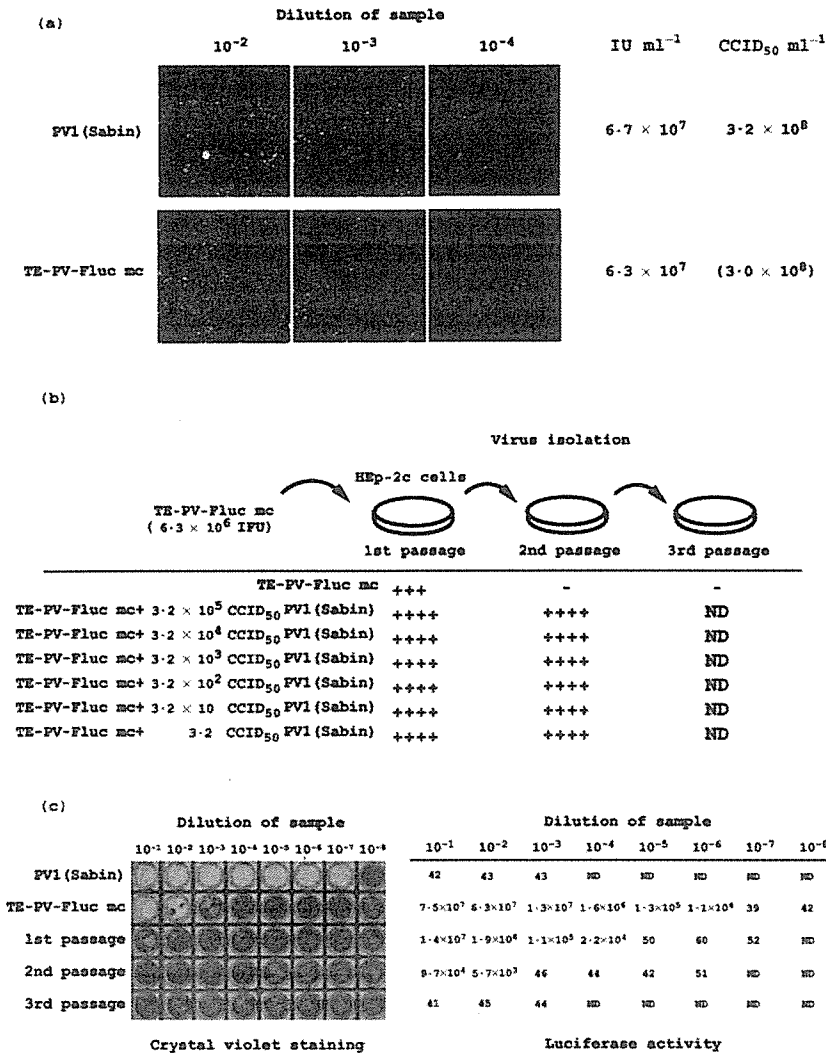 (a)
Dilution of sample
10⁻² 10⁻³ 10⁻⁴ IU ml⁻¹ CCID₅₀ ml⁻¹
PV1(Sabin) 6·7 × 10⁷ 3·2 × 10⁸
TE-PV-Fluc mc 6·3 × 10⁷ (3·0 × 10⁸)
(b)
Virus isolation
HEp-2c cells
TE-PV-Fluc mc
( 6·3 × 10⁶ IFU)
1st passage 2nd passage 3rd passage
TE-PV-Fluc mc +++ - -
TE-PV-Fluc mc+ 3·2 × 10⁵ CCID₅₀ PV1(Sabin) ++++ ++++ ND
TE-PV-Fluc mc+ 3·2 × 10⁴ CCID₅₀ PV1(Sabin) ++++ ++++ ND
TE-PV-Fluc mc+ 3·2 × 10³ CCID₅₀ PV1(Sabin) ++++ ++++ ND
TE-PV-Fluc mc+ 3·2 × 10² CCID₅₀ PV1(Sabin) ++++ ++++ ND
TE-PV-Fluc mc+ 3·2 × 10 CCID₅₀ PV1(Sabin) ++++ ++++ ND
TE-PV-Fluc mc+ 3·2 CCID₅₀ PV1(Sabin) ++++ ++++ ND
(c)
Dilution of sample Dilution of sample
10⁻¹ 10⁻² 10⁻³ 10⁻⁴ 10⁻⁵ 10⁻⁶ 10⁻⁷ 10⁻⁸ 10⁻¹ 10⁻² 10⁻³ 10⁻⁴ 10⁻⁵ 10⁻⁶ 10⁻⁷ 10⁻⁸
PV1(Sabin) 42 43 43 ND ND ND ND ND
TE-PV-Fluc mc 7·5×10⁷ 6·3×10⁷ 1·3×10⁷ 1·6×10⁶ 1·3×10⁵ 1·1×10⁴ 39 42
1st passage 1·4×10⁷ 1·9×10⁶ 1·1×10⁵ 2·2×10⁴ 50 60 52 ND
2nd passage 9·7×10⁴ 5·7×10³ 46 44 42 51 ND ND
3rd passage 41 45 44 ND ND ND ND ND
Crystal violet staining Luciferase activity